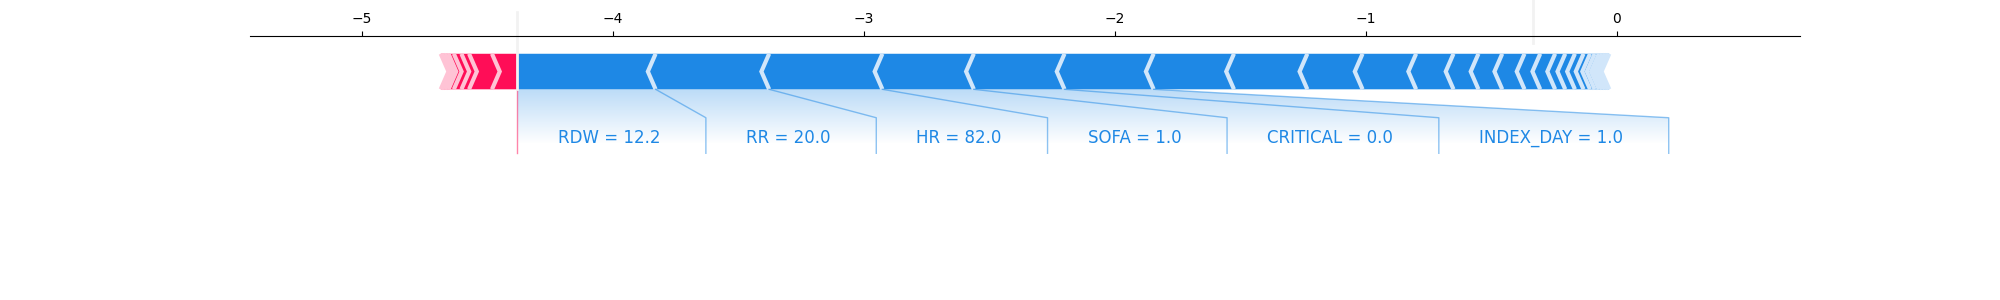 −5 −4 −3 −2 −1 0
RDW = 12.2 RR = 20.0 HR = 82.0 SOFA = 1.0 CRITICAL = 0.0 INDEX_DAY = 1.0